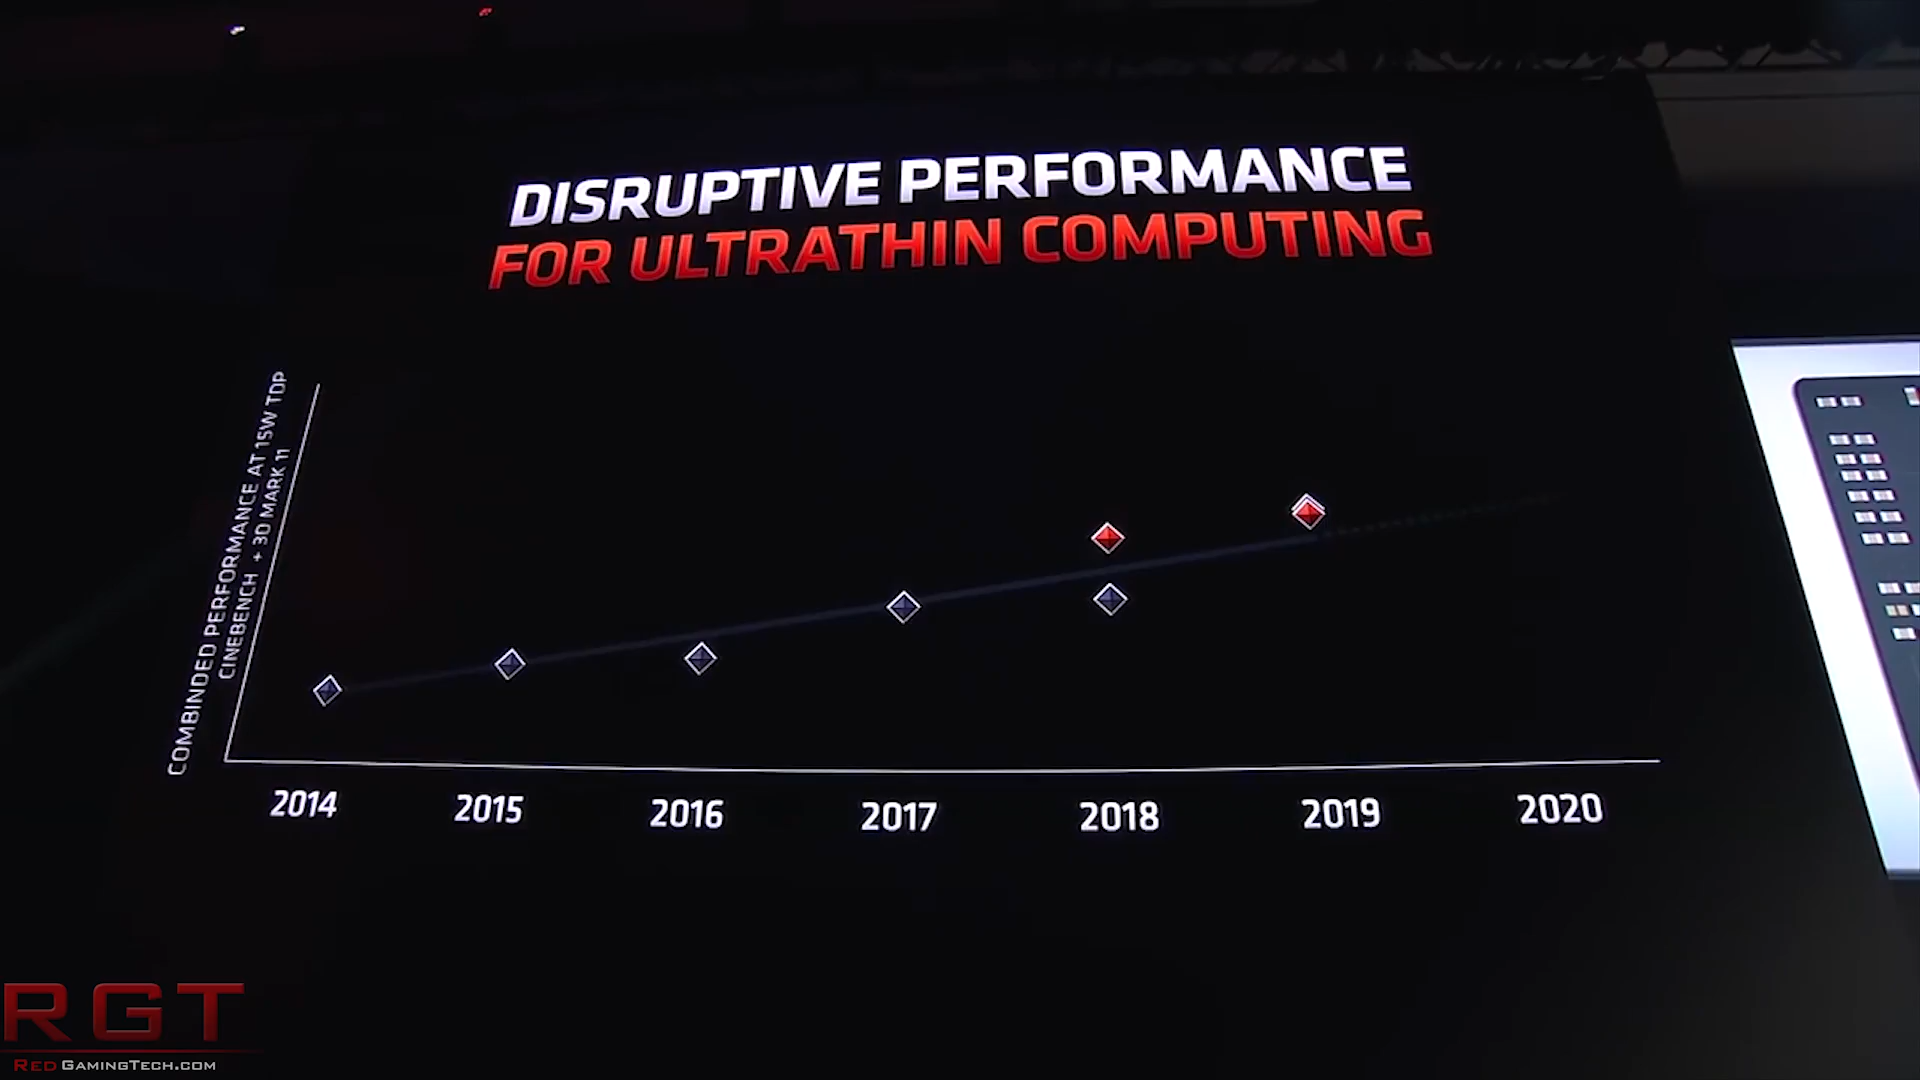 DISRUPTIVE PERFORMANCE
FOR ULTRATHIN COMPUTING
COMBINDED PERFORMANCE AT 15W TDP
CINEBENCH + 3D MARK 11
2014 2015 2016 2017 2018 2019 2020
RGT
REDGAMINGTECH.COM